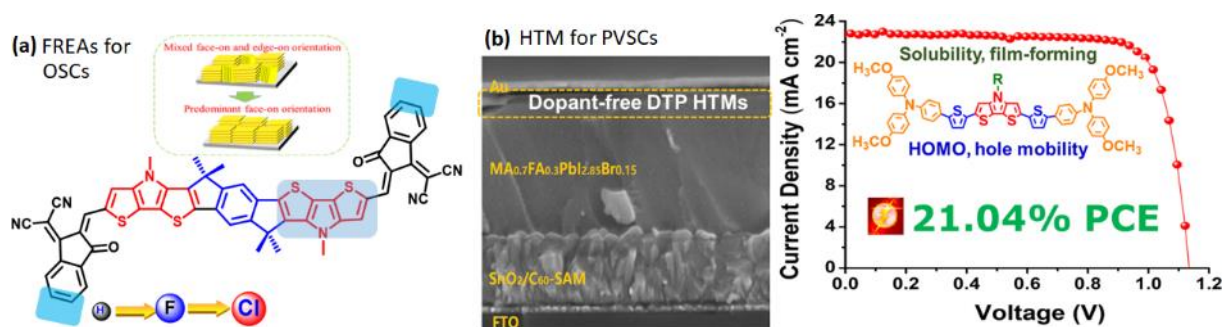 (a) FREAs for
OSCs
Mixed face-on and edge-on orientation
Predominant face-on orientation
N
S
S
S
S
N
O
CN
CN
CN
NC
O
H
F
Cl
(b) HTM for PVSCs
Au
Dopant-free DTP HTMs
MA0.7FA0.3PbI2.85Br0.15
SnO2/C60-SAM
FTO
Current Density (mA cm-2)
24
20
16
12
8
4
0
Solubility, film-forming
R
H3CO
OCH3
N
N
N
S
S
S
S
H3CO
OCH3
HOMO, hole mobility
21.04% PCE
0.0
0.2
0.4
0.6
0.8
1.0
1.2
Voltage (V)